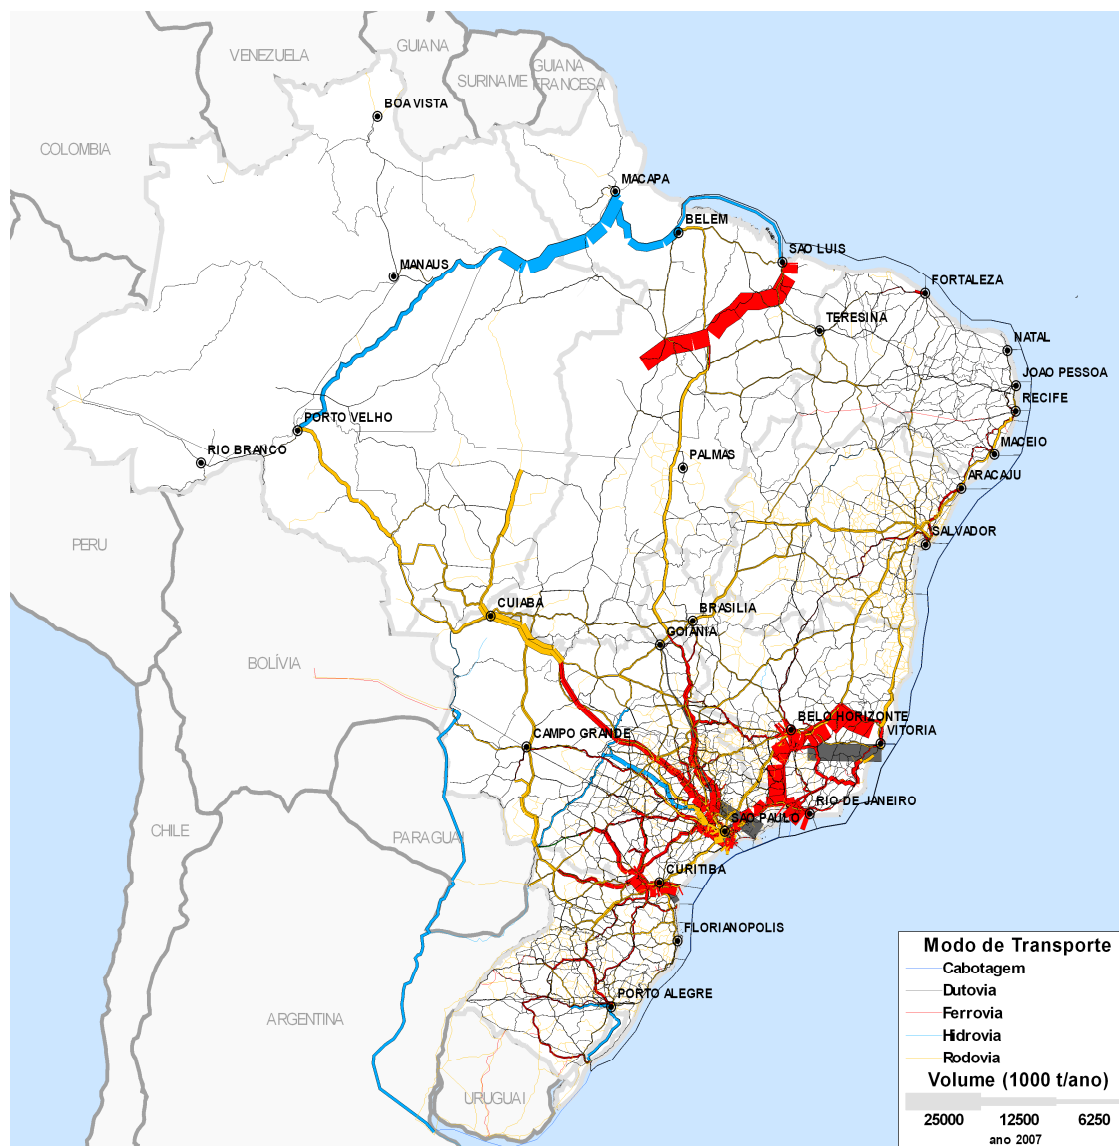 GUIANA
VENEZUELA
GUIANA
FRANCESA
SURINAME
BOA VISTA
COLOMBIA
MACAPA
BELEM
SAO LUIS
MANAUS
FORTALEZA
TERESINA
NATAL
JOAO PESSOA
RECIFE
PORTO VELHO
RIO BRANCO
PALMAS
MACEIO
ARACAJU
SALVADOR
PERU
CUIABA
BRASILIA
GOIÂNIA
BOLÍVIA
BELO HORIZONTE
VITORIA
CAMPO GRANDE
RIO DE JANEIRO
SAO PAULO
CHILE
PARAGUAI
CURITIBA
FLORIANOPOLIS
PORTO ALEGRE
ARGENTINA
URUGUAI
Modo de Transporte
Cabotagem
Dutovia
Ferrovia
Hidrovia
Rodovia
Volume (1000 t/ano)
25000 12500 6250
ano 2007